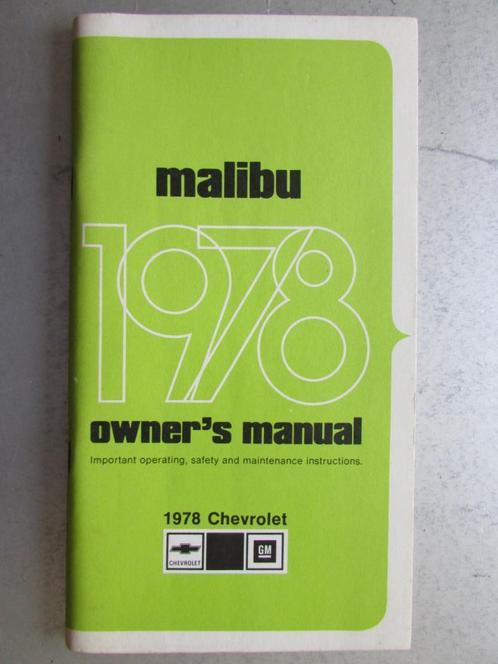 malibu
1978
owner's manual
Important operating, safety and maintenance instructions.
1978 Chevrolet
CHEVROLET GM